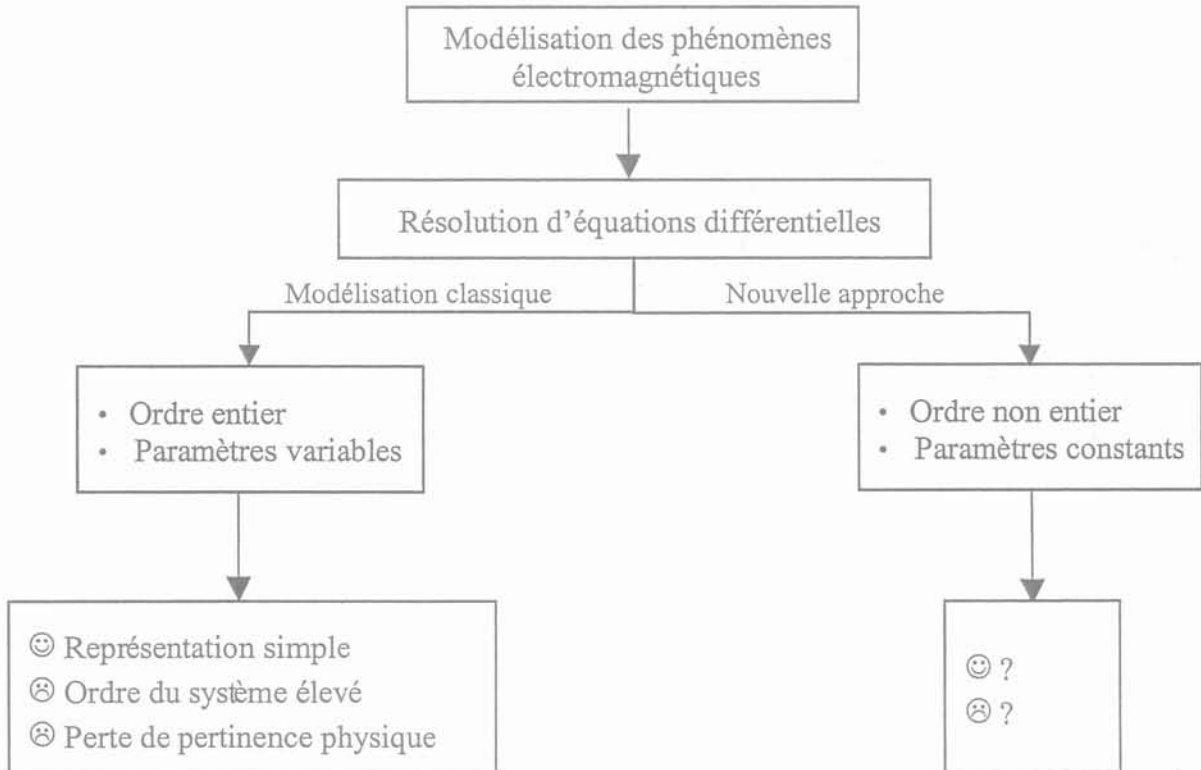 Modélisation des phénomènes
électromagnétiques
Résolution d'équations différentielles
Modélisation classique
Nouvelle approche
• Ordre entier
• Paramètres variables
• Ordre non entier
• Paramètres constants
☺ Représentation simple
☹ Ordre du système élevé
☹ Perte de pertinence physique
☺ ?
☹ ?